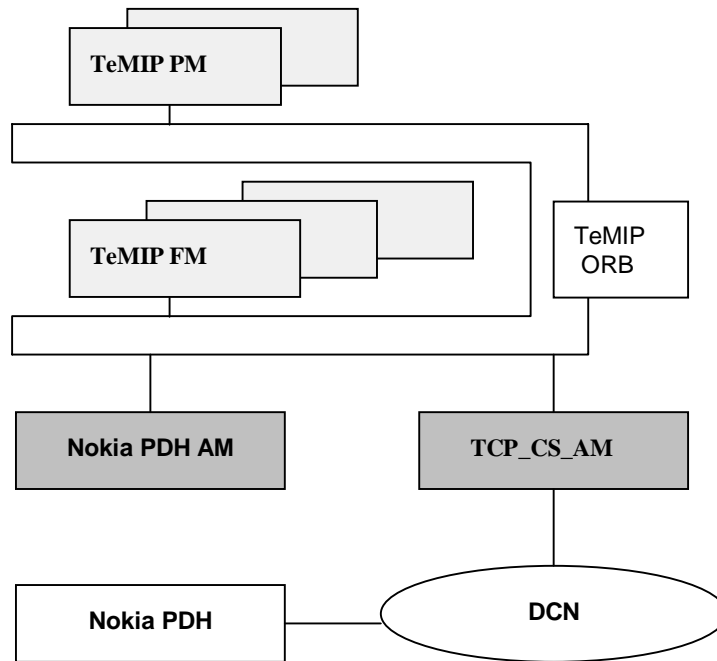 TeMIP PM
TeMIP FM
TeMIP
ORB
Nokia PDH AM
TCP_CS_AM
Nokia PDH
DCN